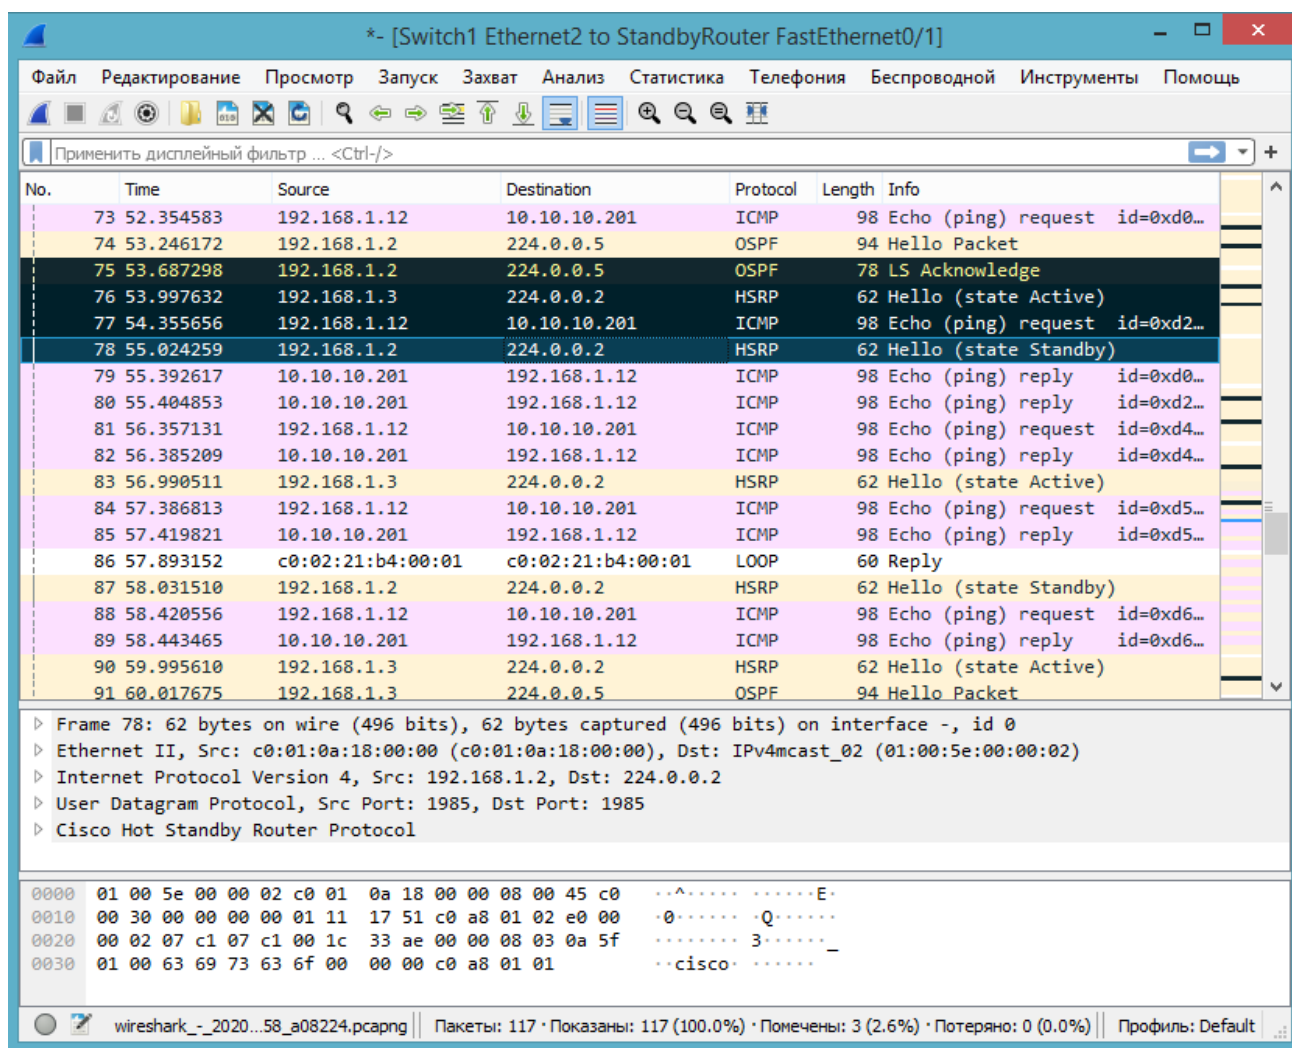 *- [Switch1 Ethernet2 to StandbyRouter FastEthernet0/1]
Файл Редактирование Просмотр Запуск Захват Анализ Статистика Телефония Беспроводной Инструменты Помощь
Применить дисплейный фильтр ... <Ctrl-/>
No. Time Source Destination Protocol Length Info
73 52.354583 192.168.1.12 10.10.10.201 ICMP 98 Echo (ping) request id=0xd0…
74 53.246172 192.168.1.2 224.0.0.5 OSPF 94 Hello Packet
75 53.687298 192.168.1.2 224.0.0.5 OSPF 78 LS Acknowledge
76 53.997632 192.168.1.3 224.0.0.2 HSRP 62 Hello (state Active)
77 54.355656 192.168.1.12 10.10.10.201 ICMP 98 Echo (ping) request id=0xd2…
78 55.024259 192.168.1.2 224.0.0.2 HSRP 62 Hello (state Standby)
79 55.392617 10.10.10.201 192.168.1.12 ICMP 98 Echo (ping) reply id=0xd0…
80 55.404853 10.10.10.201 192.168.1.12 ICMP 98 Echo (ping) reply id=0xd2…
81 56.357131 192.168.1.12 10.10.10.201 ICMP 98 Echo (ping) request id=0xd4…
82 56.385209 10.10.10.201 192.168.1.12 ICMP 98 Echo (ping) reply id=0xd4…
83 56.990511 192.168.1.3 224.0.0.2 HSRP 62 Hello (state Active)
84 57.386813 192.168.1.12 10.10.10.201 ICMP 98 Echo (ping) request id=0xd5…
85 57.419821 10.10.10.201 192.168.1.12 ICMP 98 Echo (ping) reply id=0xd5…
86 57.893152 c0:02:21:b4:00:01 c0:02:21:b4:00:01 LOOP 60 Reply
87 58.031510 192.168.1.2 224.0.0.2 HSRP 62 Hello (state Standby)
88 58.420556 192.168.1.12 10.10.10.201 ICMP 98 Echo (ping) request id=0xd6…
89 58.443465 10.10.10.201 192.168.1.12 ICMP 98 Echo (ping) reply id=0xd6…
90 59.995610 192.168.1.3 224.0.0.2 HSRP 62 Hello (state Active)
91 60.017675 192.168.1.3 224.0.0.5 OSPF 94 Hello Packet
Frame 78: 62 bytes on wire (496 bits), 62 bytes captured (496 bits) on interface -, id 0
Ethernet II, Src: c0:01:0a:18:00:00 (c0:01:0a:18:00:00), Dst: IPv4mcast_02 (01:00:5e:00:00:02)
Internet Protocol Version 4, Src: 192.168.1.2, Dst: 224.0.0.2
User Datagram Protocol, Src Port: 1985, Dst Port: 1985
Cisco Hot Standby Router Protocol
0000 01 00 5e 00 00 02 c0 01 0a 18 00 00 08 00 45 c0 ··^····· ······E·
0010 00 30 00 00 00 00 01 11 17 51 c0 a8 01 02 e0 00 ·0······ ·Q······
0020 00 02 07 c1 07 c1 00 1c 33 ae 00 00 08 03 0a 5f ········ 3······_
0030 01 00 63 69 73 63 6f 00 00 00 c0 a8 01 01 ··cisco· ······
wireshark_-_2020...58_a08224.pcapng Пакеты: 117 · Показаны: 117 (100.0%) · Помечены: 3 (2.6%) · Потеряно: 0 (0.0%) Профиль: Default